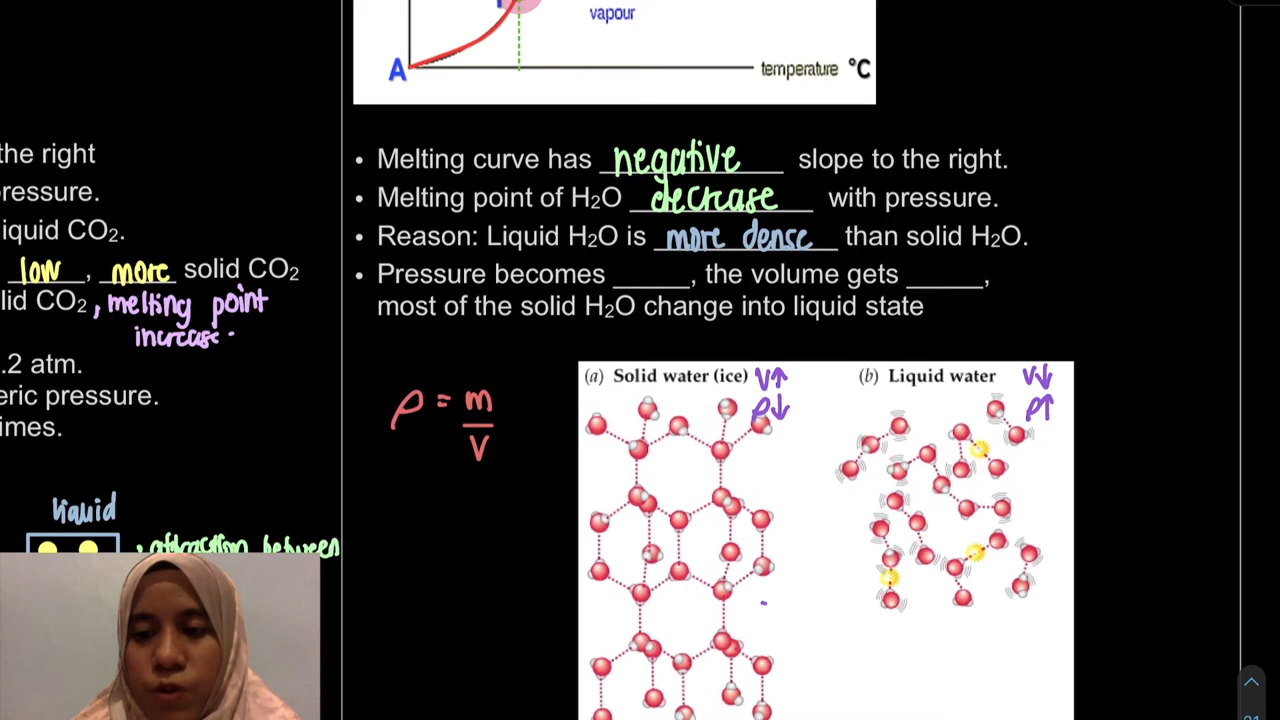 vapour
A
temperature °C
the right
ressure.
iquid CO₂.
low, more solid CO₂
lid CO₂, melting point
increase.
.2 atm.
eric pressure.
imes.
liquid
• attraction between
• Melting curve has negative slope to the right.
• Melting point of H₂O decrease with pressure.
• Reason: Liquid H₂O is more dense than solid H₂O.
• Pressure becomes ______, the volume gets ______,
most of the solid H₂O change into liquid state
ρ = m
V
(a) Solid water (ice) V↑
ρ↓
(b) Liquid water V↓
ρ↑